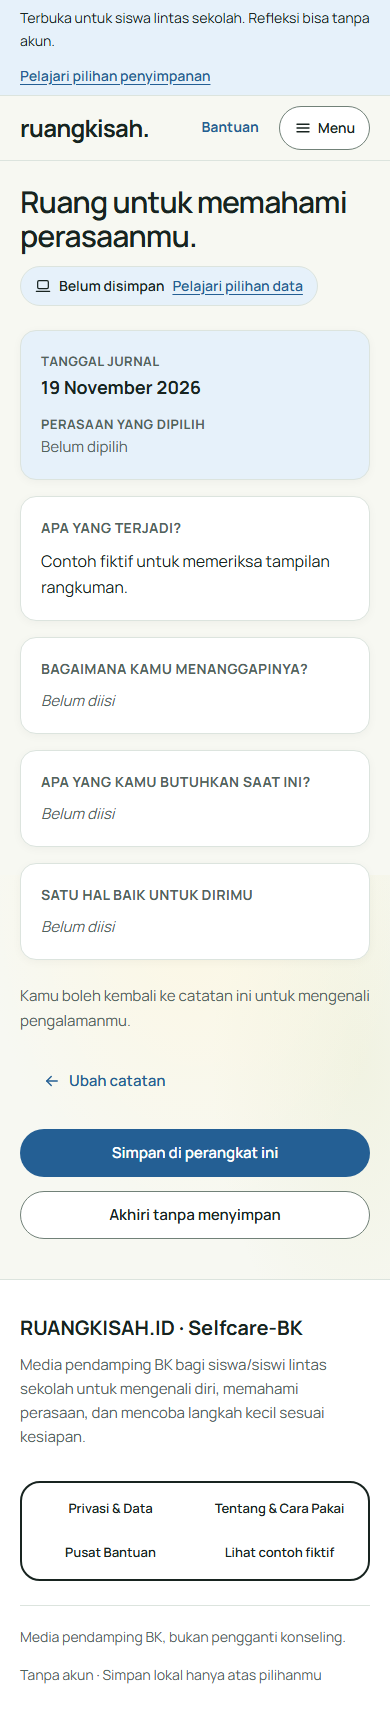 Terbuka untuk siswa lintas sekolah. Refleksi bisa tanpa
akun.
Pelajari pilihan penyimpanan
ruangkisah.
Bantuan
Menu
Ruang untuk memahami
perasaanmu.
Belum disimpan Pelajari pilihan data
TANGGAL JURNAL
19 November 2026
PERASAAN YANG DIPILIH
Belum dipilih
APA YANG TERJADI?
Contoh fiktif untuk memeriksa tampilan
rangkuman.
BAGAIMANA KAMU MENANGGAPINYA?
Belum diisi
APA YANG KAMU BUTUHKAN SAAT INI?
Belum diisi
SATU HAL BAIK UNTUK DIRIMU
Belum diisi
Kamu boleh kembali ke catatan ini untuk mengenali
pengalamanmu.
← Ubah catatan
Simpan di perangkat ini
Akhiri tanpa menyimpan
RUANGKISAH.ID · Selfcare-BK
Media pendamping BK bagi siswa/siswi lintas
sekolah untuk mengenali diri, memahami
perasaan, dan mencoba langkah kecil sesuai
kesiapan.
Privasi & Data
Tentang & Cara Pakai
Pusat Bantuan
Lihat contoh fiktif
Media pendamping BK, bukan pengganti konseling.
Tanpa akun · Simpan lokal hanya atas pilihanmu